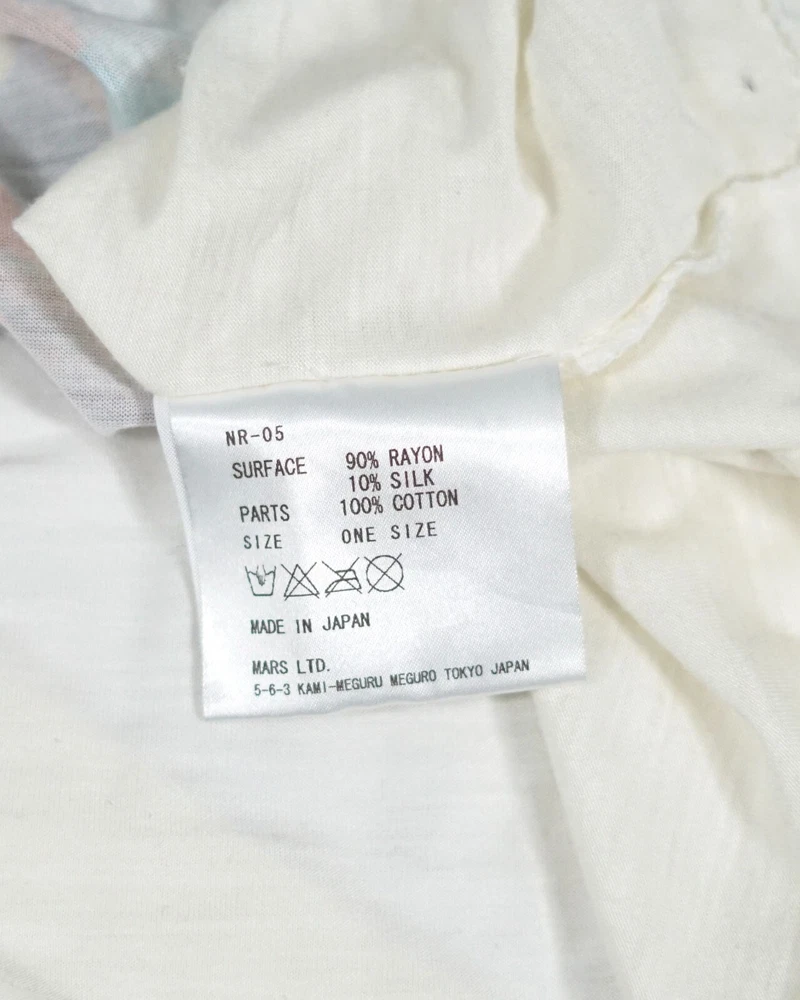 NR-05
SURFACE 90% RAYON
10% SILK
PARTS 100% COTTON
SIZE ONE SIZE
MADE IN JAPAN
MARS LTD.
5-6-3 KAMI-MEGURU MEGURO TOKYO JAPAN